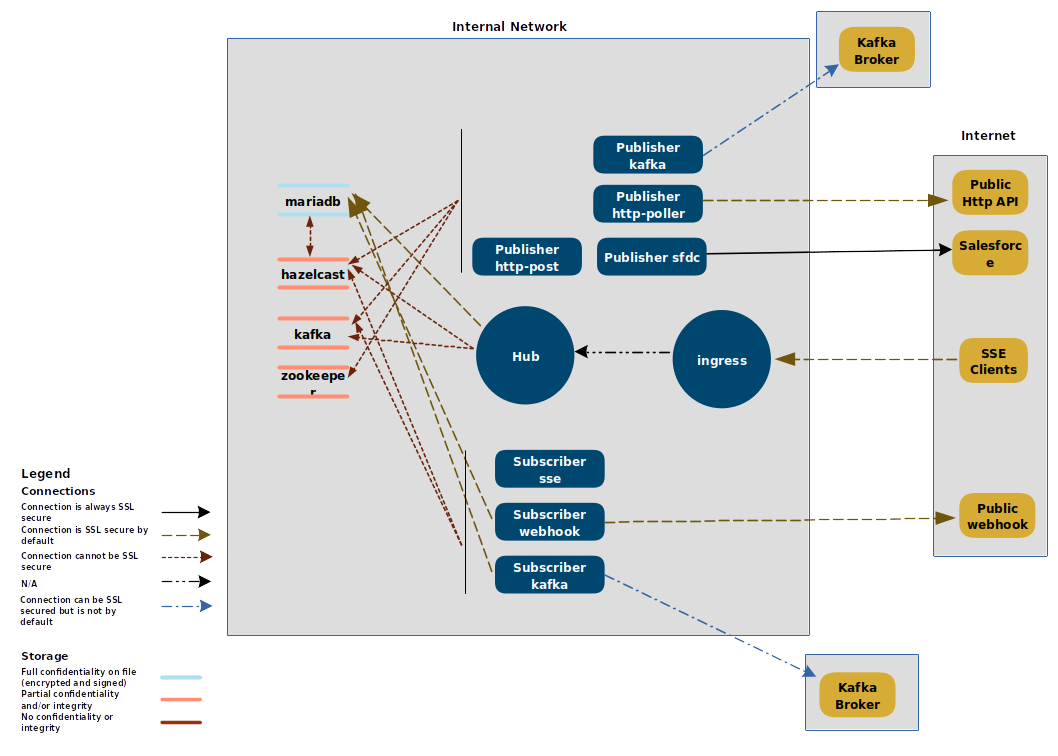 Internal Network
Kafka
Broker
Internet
Publisher
kafka
Public
Http API
mariadb
Publisher
http-poller
Publisher
http-post
Publisher sfdc
Salesforc
e
hazelcast
kafka
Hub
ingress
SSE
Clients
zookeepe
r
Subscriber
sse
Subscriber
webhook
Public
webhook
Subscriber
kafka
Kafka
Broker
Legend
Connections
Connection is always SSL
secure
Connection is SSL secure by
default
Connection cannot be SSL
secure
N/A
Connection can be SSL
secured but is not by
default
Storage
Full confidentiality on file
(encrypted and signed)
Partial confidentiality
and/or integrity
No confidentiality or
integrity